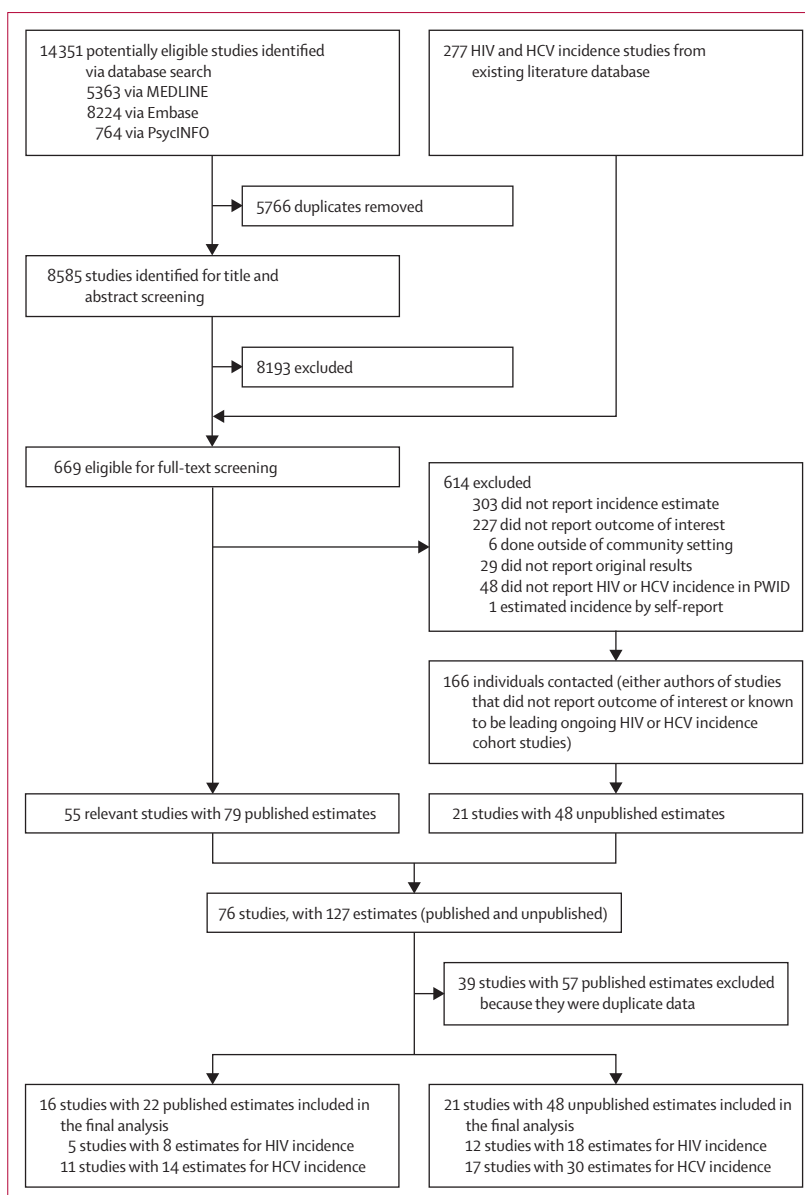 14351 potentially eligible studies identified
via database search
5363 via MEDLINE
8224 via Embase
764 via PsycINFO
277 HIV and HCV incidence studies from
existing literature database
5766 duplicates removed
8585 studies identified for title and
abstract screening
8193 excluded
669 eligible for full-text screening
614 excluded
303 did not report incidence estimate
227 did not report outcome of interest
6 done outside of community setting
29 did not report original results
48 did not report HIV or HCV incidence in PWID
1 estimated incidence by self-report
166 individuals contacted (either authors of studies
that did not report outcome of interest or known
to be leading ongoing HIV or HCV incidence
cohort studies)
55 relevant studies with 79 published estimates
21 studies with 48 unpublished estimates
76 studies, with 127 estimates (published and unpublished)
39 studies with 57 published estimates excluded
because they were duplicate data
16 studies with 22 published estimates included in
the final analysis
5 studies with 8 estimates for HIV incidence
11 studies with 14 estimates for HCV incidence
21 studies with 48 unpublished estimates included in
the final analysis
12 studies with 18 estimates for HIV incidence
17 studies with 30 estimates for HCV incidence